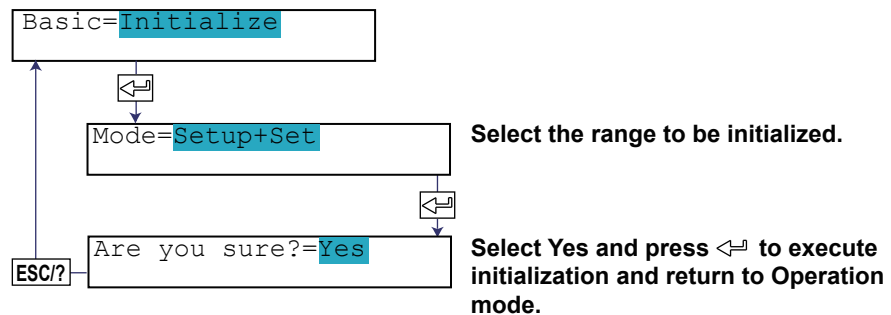 Basic=Initialize
Mode=Setup+Set
Select the range to be initialized.
Are you sure?=Yes
ESC/?
Select Yes and press to execute
initialization and return to Operation
mode.